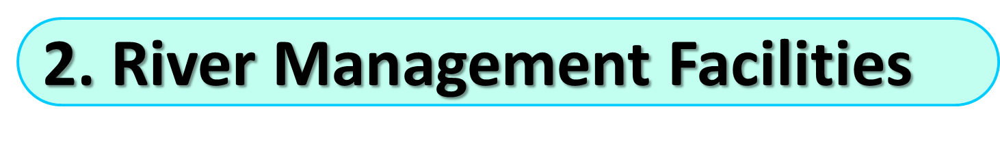 2. River Management Facilities